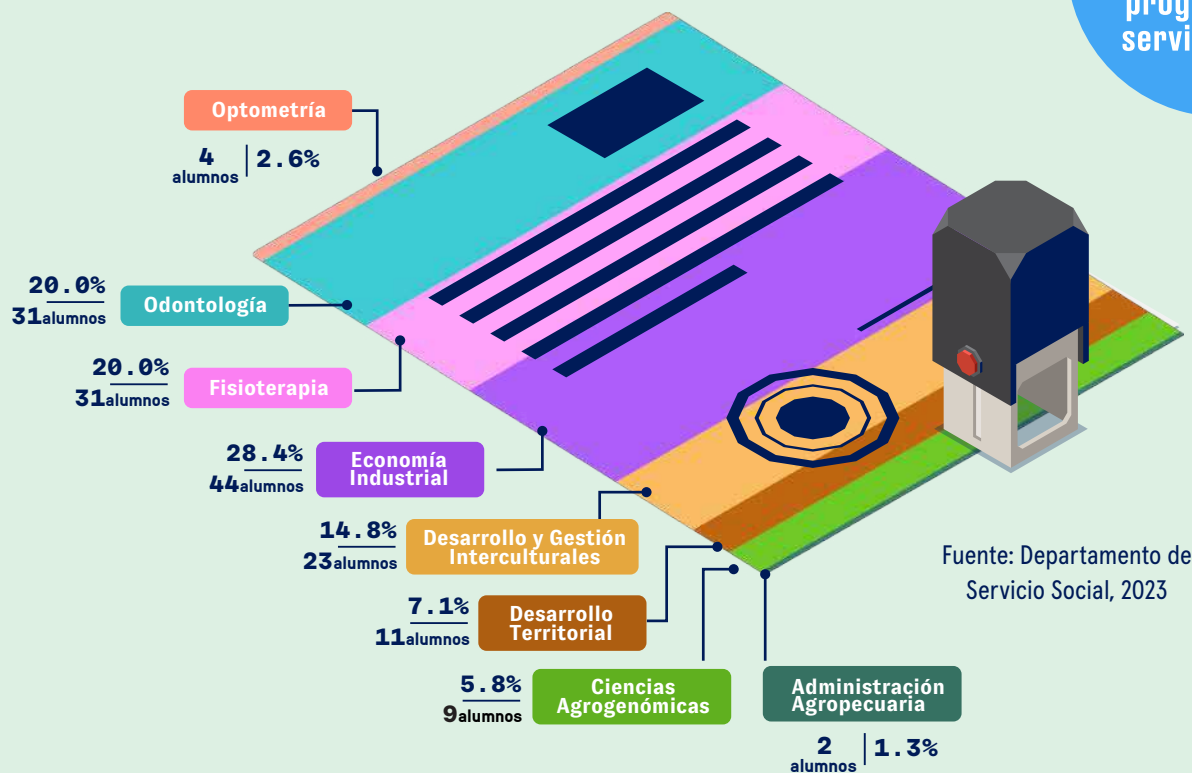 Optometría
4
alumnos
2.6%
20.0%
31alumnos
Odontología
20.0%
31alumnos
Fisioterapia
28.4%
44alumnos
Economía
Industrial
14.8%
23alumnos
Desarrollo y Gestión
Interculturales
7.1%
11alumnos
Desarrollo
Territorial
5.8%
9alumnos
Ciencias
Agrogenómicas
Administración
Agropecuaria
2
alumnos
1.3%
Fuente: Departamento de
Servicio Social, 2023